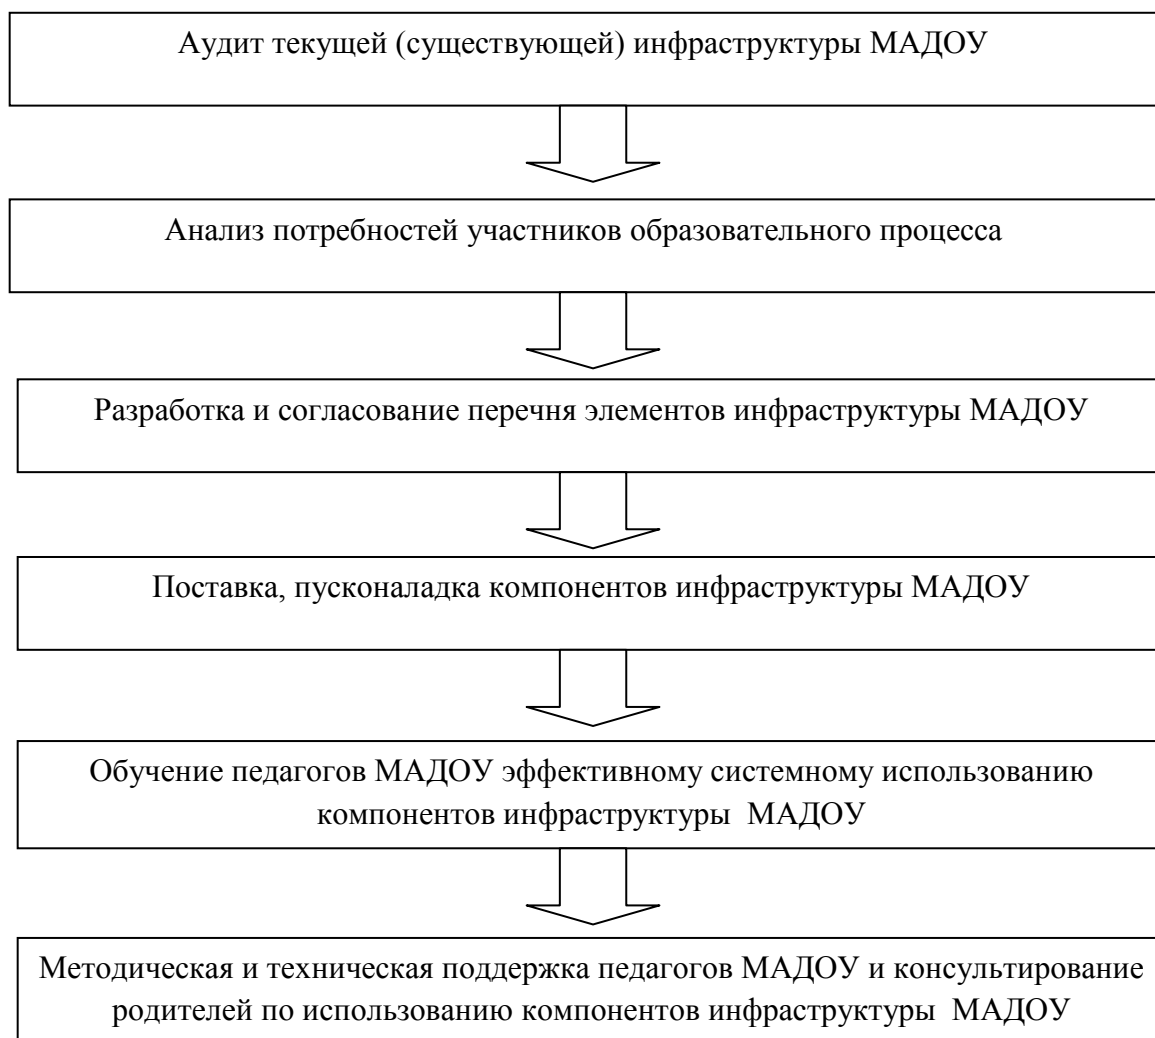 Аудит текущей (существующей) инфраструктуры МАДОУ
Анализ потребностей участников образовательного процесса
Разработка и согласование перечня элементов инфраструктуры МАДОУ
Поставка, пусконаладка компонентов инфраструктуры МАДОУ
Обучение педагогов МАДОУ эффективному системному использованию
компонентов инфраструктуры  МАДОУ
Методическая и техническая поддержка педагогов МАДОУ и консультирование
родителей по использованию компонентов инфраструктуры  МАДОУ